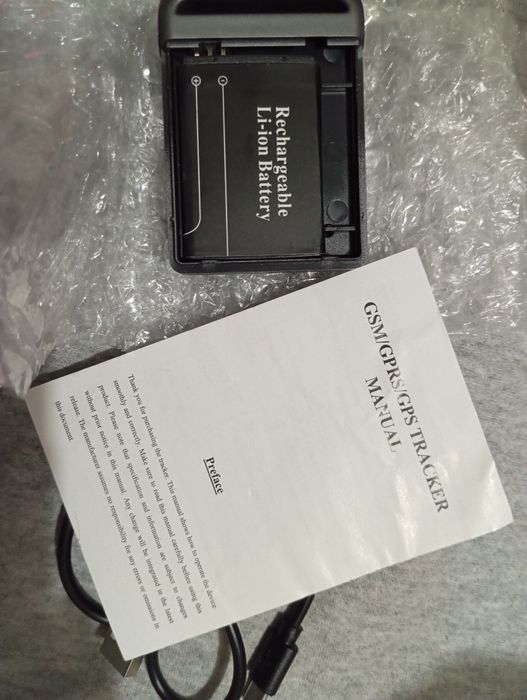 Rechargeable
Li-ion Battery
GSM/GPRS/GPS TRACKER
MANUAL
Preface
Thank you for purchasing the tracker. This manual shows how to operate the device
smoothly and correctly. Make sure to read this manual carefully before using this
product. Please note that specification and information are subject to changes
without prior notice in this manual. Any change will be integrated in the latest
release. The manufacturer assumes no responsibility for any errors or omissions in
this document.